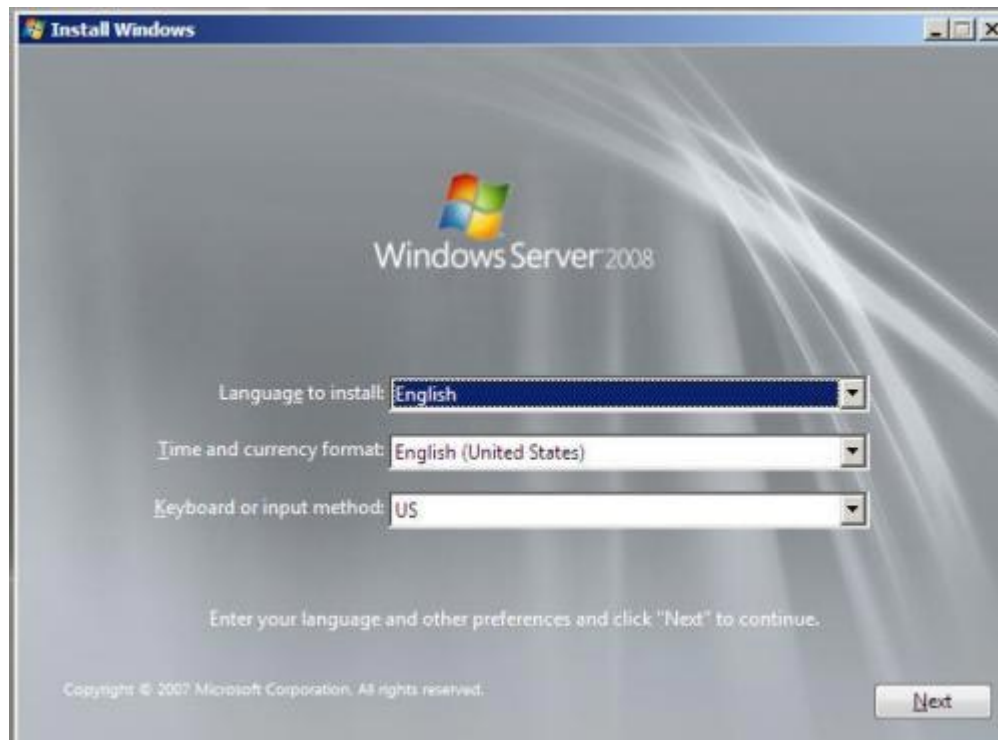 Install Windows
Windows Server 2008
Language to install: English
Time and currency format: English (United States)
Keyboard or input method: US
Enter your language and other preferences and click "Next" to continue.
Copyright © 2007 Microsoft Corporation. All rights reserved.
Next